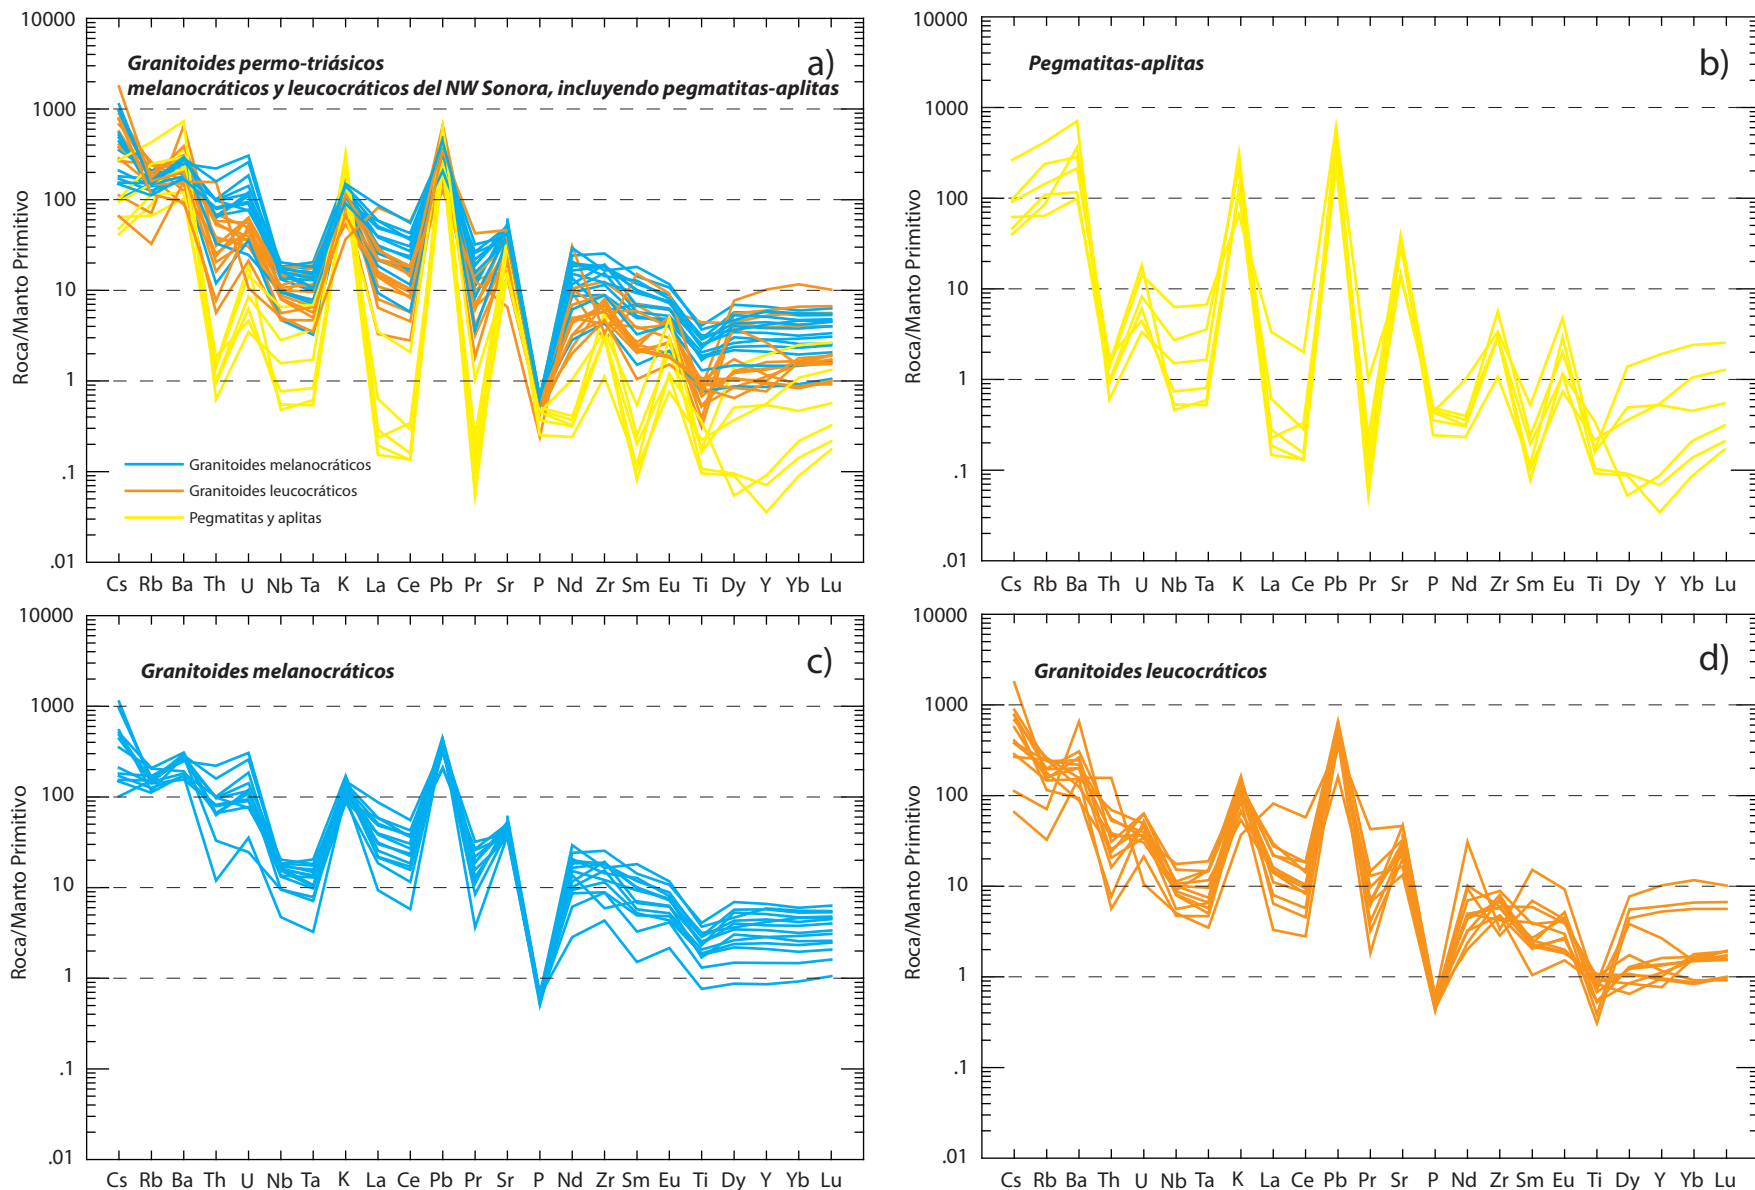 10000
1000
100
10
1
.1
.01
Roca/Manto Primitivo
Granitoides permo-triásicos
melanocráticos y leucocráticos del NW Sonora, incluyendo pegmatitas-aplitas
a)
Granitoides melanocráticos
Granitoides leucocráticos
Pegmatitas y aplitas
Cs Rb Ba Th U Nb Ta K La Ce Pb Pr Sr P Nd Zr Sm Eu Ti Dy Y Yb Lu
10000
1000
100
10
1
.1
.01
Roca/Manto Primitivo
Pegmatitas-aplitas
b)
Cs Rb Ba Th U Nb Ta K La Ce Pb Pr Sr P Nd Zr Sm Eu Ti Dy Y Yb Lu
10000
1000
100
10
1
.1
.01
Roca/Manto Primitivo
Granitoides melanocráticos
c)
Cs Rb Ba Th U Nb Ta K La Ce Pb Pr Sr P Nd Zr Sm Eu Ti Dy Y Yb Lu
10000
1000
100
10
1
.1
.01
Roca/Manto Primitivo
Granitoides leucocráticos
d)
Cs Rb Ba Th U Nb Ta K La Ce Pb Pr Sr P Nd Zr Sm Eu Ti Dy Y Yb Lu